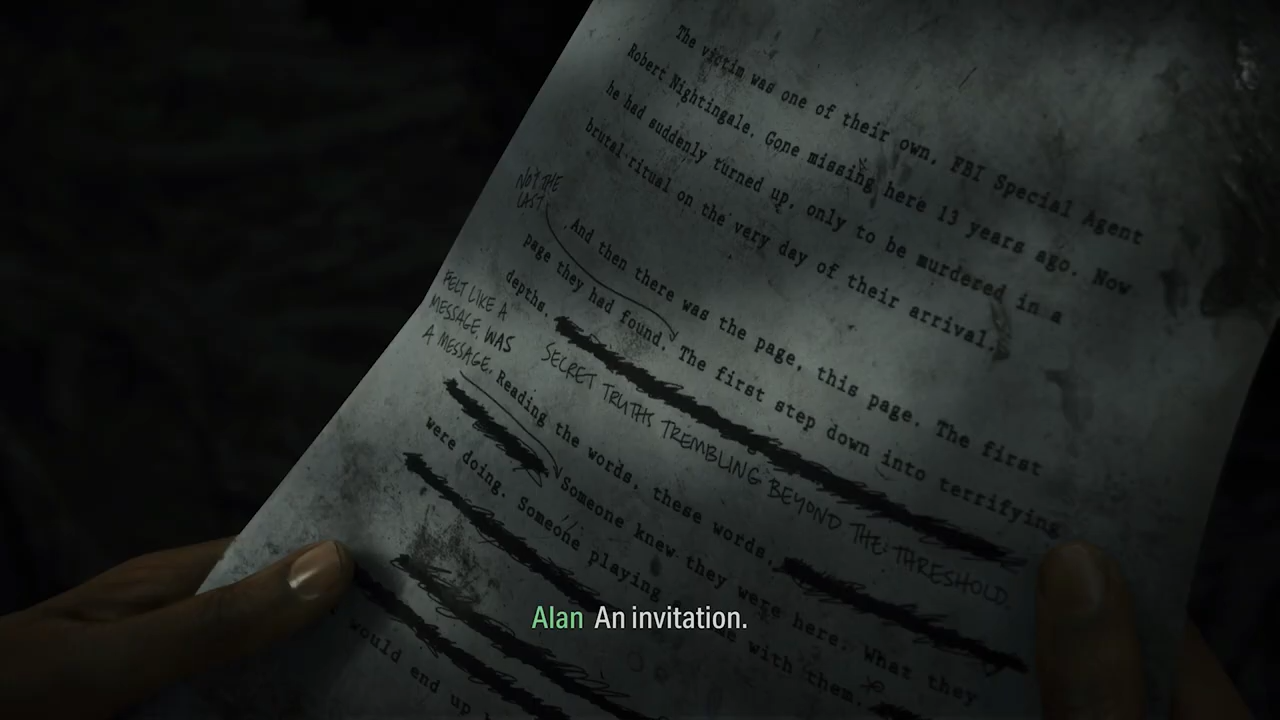 The victim was one of their own, FBI Special Agent
Robert Nightingale. Gone missing here 13 years ago. Now
he had suddenly turned up, only to be murdered in a
brutal ritual on the very day of their arrival.
NOT THE
LAST
And then there was the page, this page. The first
page they had found. The first step down into terrifying
depths.
SECRET TRUTHS TREMBLING BEYOND THE THRESHOLD.
FELT LIKE A
MESSAGE. WAS
A MESSAGE.
Reading the words, these words,
Someone knew they were here. What they
were doing. Someone playing a game with them.
would end up
Alan An invitation.